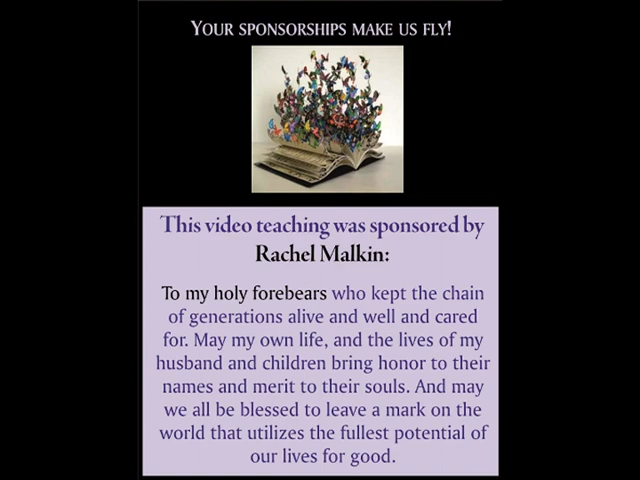 YOUR SPONSORSHIPS MAKE US FLY!
This video teaching was sponsored by
Rachel Malkin:
To my holy forebears who kept the chain
of generations alive and well and cared
for. May my own life, and the lives of my
husband and children bring honor to their
names and merit to their souls. And may
we all be blessed to leave a mark on the
world that utilizes the fullest potential of
our lives for good.